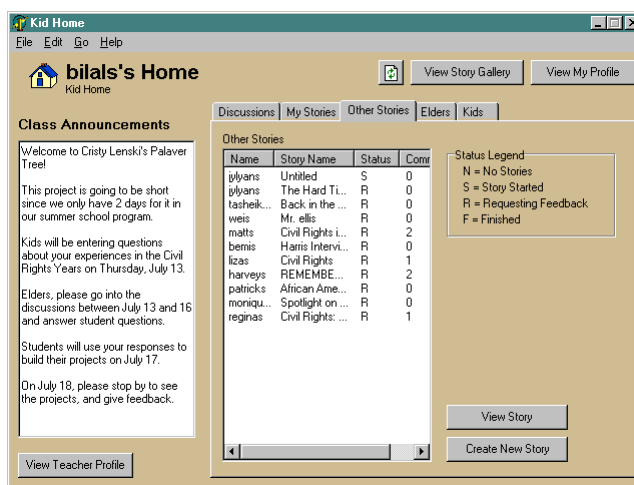 Kid Home
File Edit Go Help
bilals's Home
Kid Home
View Story Gallery
View My Profile
Class Announcements
Welcome to Cristy Lenski's Palaver
Tree!
This project is going to be short
since we only have 2 days for it in
our summer school program.
Kids will be entering questions
about your experiences in the Civil
Rights Years on Thursday, July 13.
Elders, please go into the
discussions between July 13 and 16
and answer student questions.
Students will use your responses to
build their projects on July 17.
On July 18, please stop by to see
the projects, and give feedback.
View Teacher Profile
Discussions My Stories Other Stories Elders Kids
Other Stories
Name Story Name Status Comr
jylyans Untitled S 0
jylyans The Hard Ti... R 0
tasheik... Back in the ... R 0
weis Mr. ellis R 0
matts Civil Rights i... R 2
bemis Harris Intervi... R 0
lizas Civil Rights R 1
harveys REMEMBE... R 2
patricks African Ame... R 0
moniqu... Spotlight on ... R 0
reginas Civil Rights: ... R 1
Status Legend
N = No Stories
S = Story Started
R = Requesting Feedback
F = Finished
View Story
Create New Story